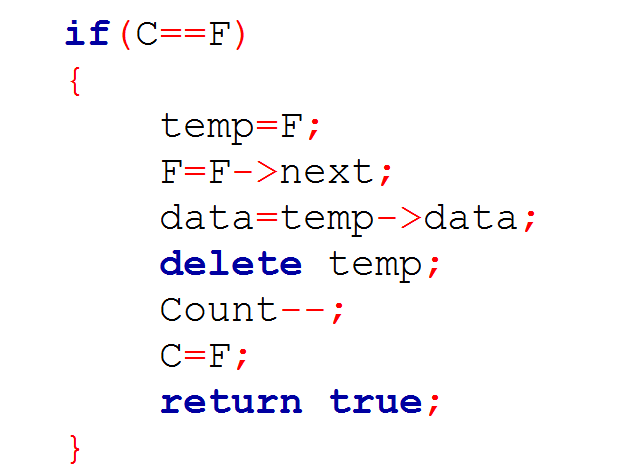 if(C==F)
{
temp=F;
F=F->next;
data=temp->data;
delete temp;
Count--;
C=F;
return true;
}